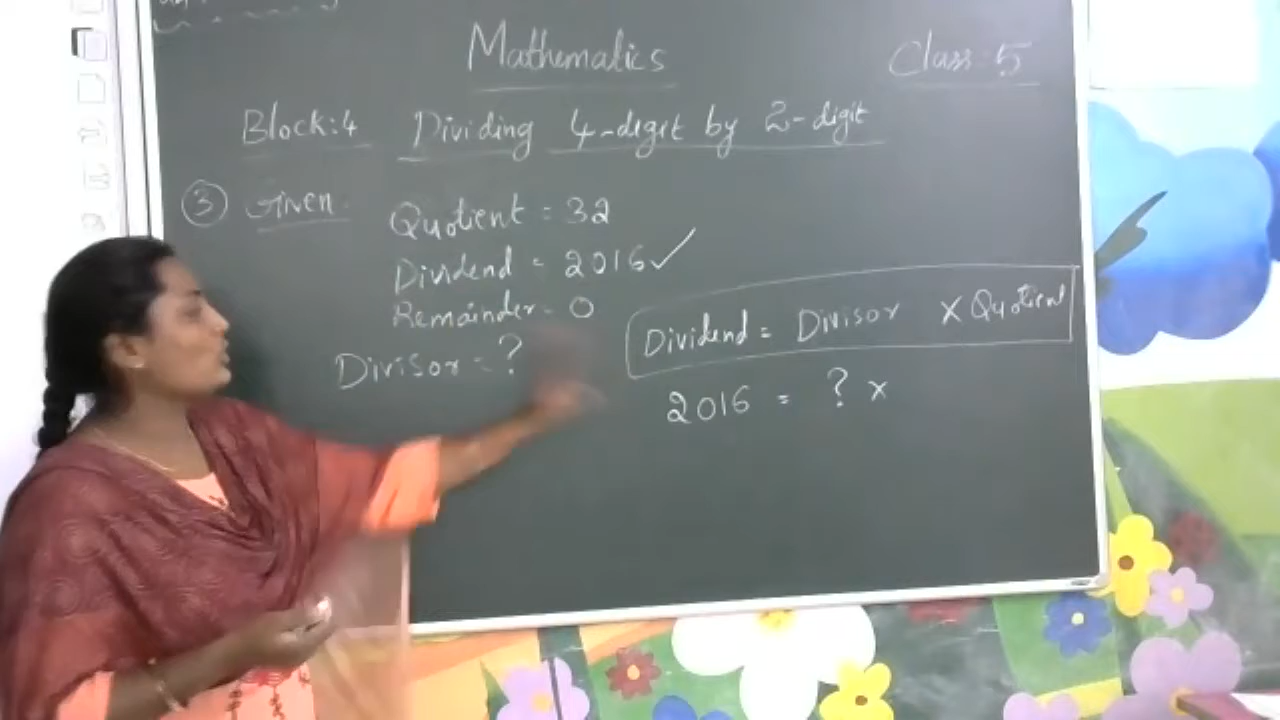 Mathematics
Class: 5
Block: 4 Dividing 4-digit by 2-digit
③ Given
Quotient = 32
Dividend = 2016 ✓
Remainder = 0
Divisor = ?
Dividend = Divisor × Quotient
2016 = ? ×